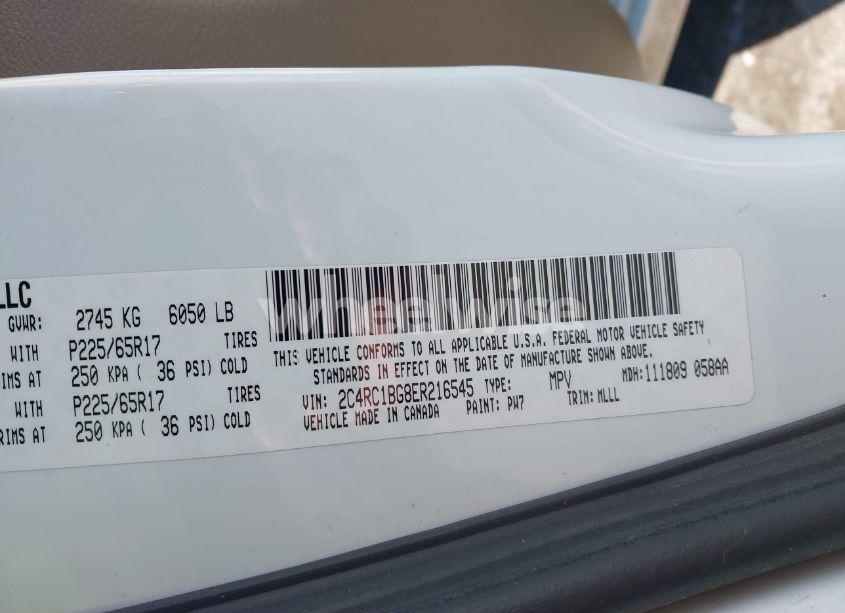 LLC
GVWR: 2745 KG 6050 LB
WITH P225/65R17 TIRES
RIMS AT 250 KPA ( 36 PSI) COLD
WITH P225/65R17 TIRES
RIMS AT 250 KPA ( 36 PSI) COLD
wheelwise
THIS VEHICLE CONFORMS TO ALL APPLICABLE U.S.A. FEDERAL MOTOR VEHICLE SAFETY
STANDARDS IN EFFECT ON THE DATE OF MANUFACTURE SHOWN ABOVE.
VIN: 2C4RC1BG8ER216545 TYPE: MPV MDH:111809 058AA
VEHICLE MADE IN CANADA PAINT: PW7 TRIM: MLLL